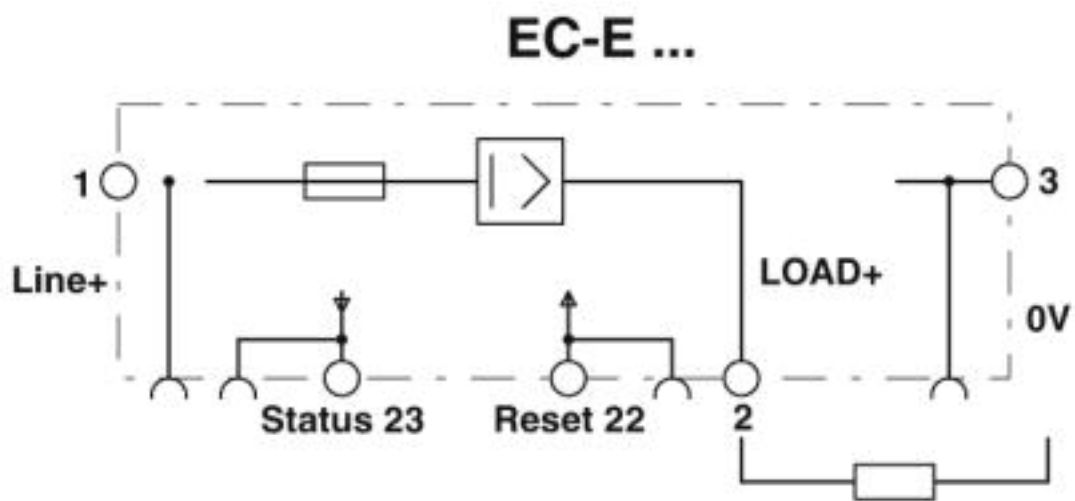 EC-E ...
1
3
Line+
LOAD+
0V
Status 23
Reset 22
2